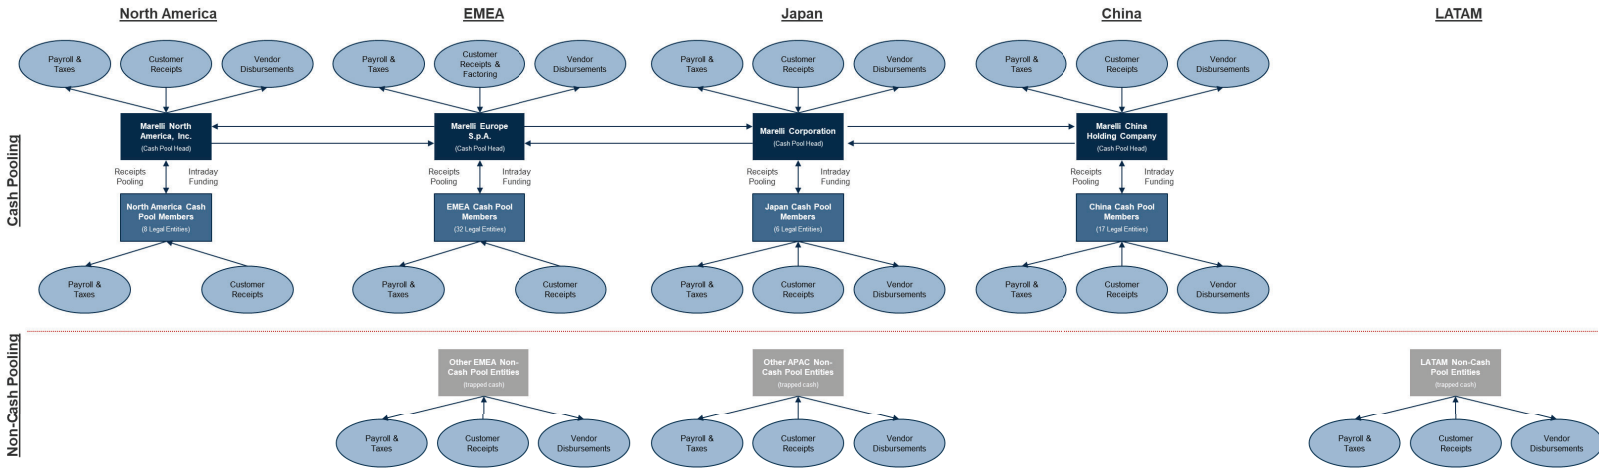 North America
EMEA
Japan
China
LATAM
Payroll &
Taxes
Customer
Receipts
Vendor
Disbursements
Payroll &
Taxes
Customer
Receipts &
Factoring
Vendor
Disbursements
Payroll &
Taxes
Customer
Receipts
Vendor
Disbursements
Payroll &
Taxes
Customer
Receipts
Vendor
Disbursements
Cash Pooling
Marelli North
America, Inc.
(Cash Pool Head)
Marelli Europe
S.p.A.
(Cash Pool Head)
Marelli Corporation
(Cash Pool Head)
Marelli China
Holding Company
(Cash Pool Head)
Receipts
Pooling
Intraday
Funding
Receipts
Pooling
Intraday
Funding
Receipts
Pooling
Intraday
Funding
Receipts
Pooling
Intraday
Funding
North America Cash
Pool Members
(8 Legal Entities)
EMEA Cash Pool
Members
(32 Legal Entities)
Japan Cash Pool
Members
(6 Legal Entities)
China Cash Pool
Members
(17 Legal Entities)
Payroll &
Taxes
Customer
Receipts
Payroll &
Taxes
Customer
Receipts
Payroll &
Taxes
Customer
Receipts
Vendor
Disbursements
Payroll &
Taxes
Customer
Receipts
Vendor
Disbursements
Non-Cash Pooling
Other EMEA Non-
Cash Pool Entities
(trapped cash)
Other APAC Non-
Cash Pool Entities
(trapped cash)
LATAM Non-Cash
Pool Entities
(trapped cash)
Payroll &
Taxes
Customer
Receipts
Vendor
Disbursements
Payroll &
Taxes
Customer
Receipts
Vendor
Disbursements
Payroll &
Taxes
Customer
Receipts
Vendor
Disbursements